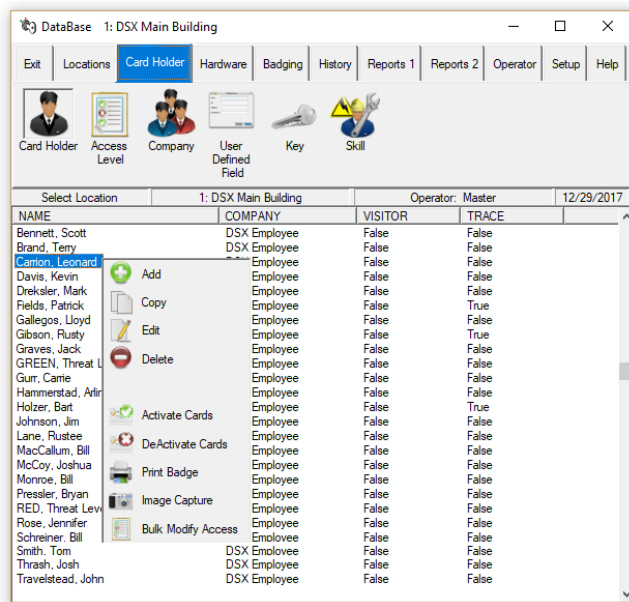 DataBase 1: DSX Main Building
Exit Locations Card Holder Hardware Badging History Reports 1 Reports 2 Operator Setup Help
Card Holder Access Level Company User Defined Field Key Skill
Select Location 1: DSX Main Building Operator: Master 12/29/2017
NAME COMPANY VISITOR TRACE
Bennett, Scott DSX Employee False False
Brand, Terry DSX Employee False False
Carrion, Leonard False False
Davis, Kevin Employee False False
Dreksler, Mark Employee False False
Fields, Patrick Employee False True
Gallegos, Lloyd Employee False False
Gibson, Rusty Employee False True
Graves, Jack Employee False False
GREEN, Threat L Employee False False
Gurr, Carrie Employee False False
Hammerstad, Arlin Employee False False
Holzer, Bart Employee False True
Johnson, Jim Employee False False
Lane, Rustee Employee False False
MacCallum, Bill Employee False False
McCoy, Joshua Employee False False
Monroe, Bill Employee False False
Pressler, Bryan Employee False False
RED, Threat Leve Employee False False
Rose, Jennifer Employee False False
Schreiner, Bill Employee False False
Smith, Tom DSX Employee False False
Thrash, Josh DSX Employee False False
Travelstead, John DSX Employee False False
Add
Copy
Edit
Delete
Activate Cards
DeActivate Cards
Print Badge
Image Capture
Bulk Modify Access